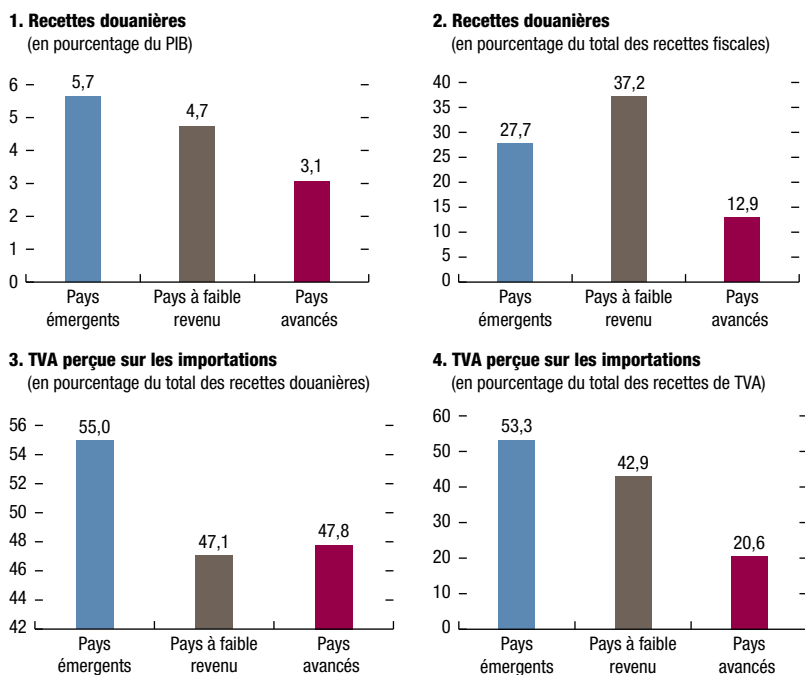 1. Recettes douanières
(en pourcentage du PIB)
6
5
4
3
2
1
0
5,7
4,7
3,1
Pays
émergents
Pays à faible
revenu
Pays
avancés
2. Recettes douanières
(en pourcentage du total des recettes fiscales)
40
35
30
25
20
15
10
5
0
27,7
37,2
12,9
Pays
émergents
Pays à faible
revenu
Pays
avancés
3. TVA perçue sur les importations
(en pourcentage du total des recettes douanières)
56
54
52
50
48
46
44
42
55,0
47,1
47,8
Pays
émergents
Pays à faible
revenu
Pays
avancés
4. TVA perçue sur les importations
(en pourcentage du total des recettes de TVA)
60
50
40
30
20
10
0
53,3
42,9
20,6
Pays
émergents
Pays à faible
revenu
Pays
avancés